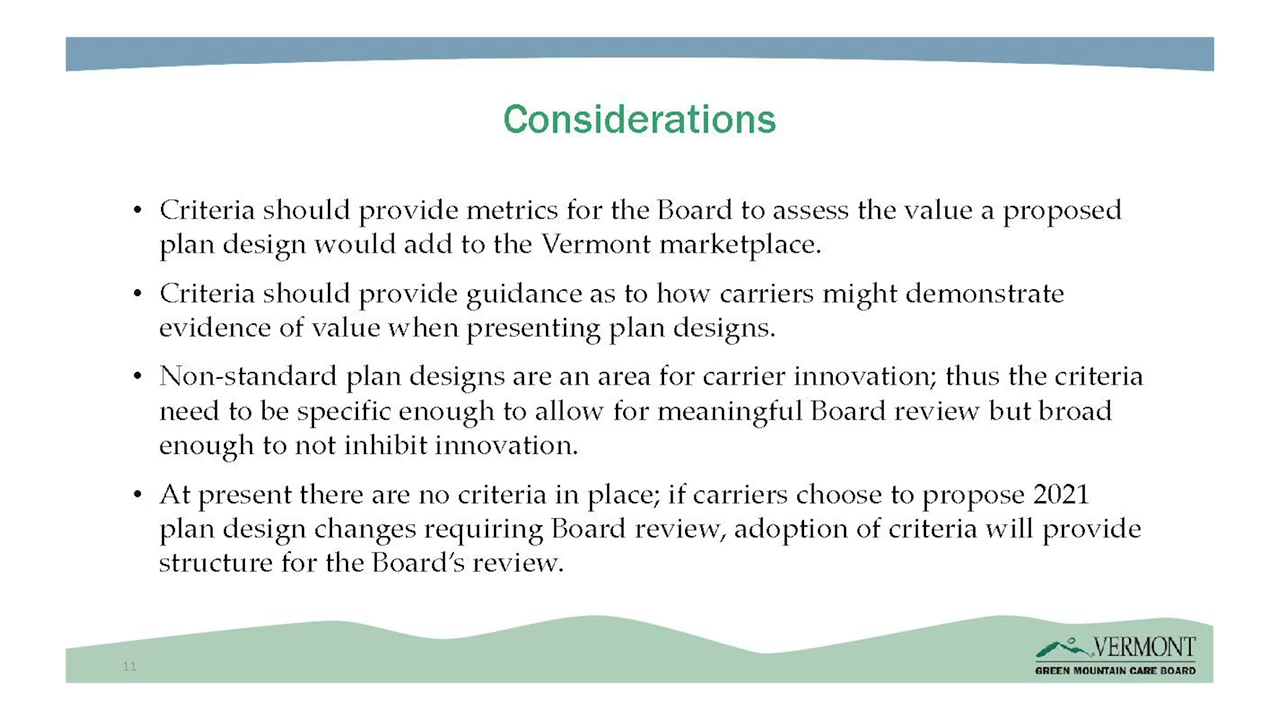 Considerations
• Criteria should provide metrics for the Board to assess the value a proposed
plan design would add to the Vermont marketplace.
• Criteria should provide guidance as to how carriers might demonstrate
evidence of value when presenting plan designs.
• Non-standard plan designs are an area for carrier innovation; thus the criteria
need to be specific enough to allow for meaningful Board review but broad
enough to not inhibit innovation.
• At present there are no criteria in place; if carriers choose to propose 2021
plan design changes requiring Board review, adoption of criteria will provide
structure for the Board’s review.
11
VERMONT
GREEN MOUNTAIN CARE BOARD